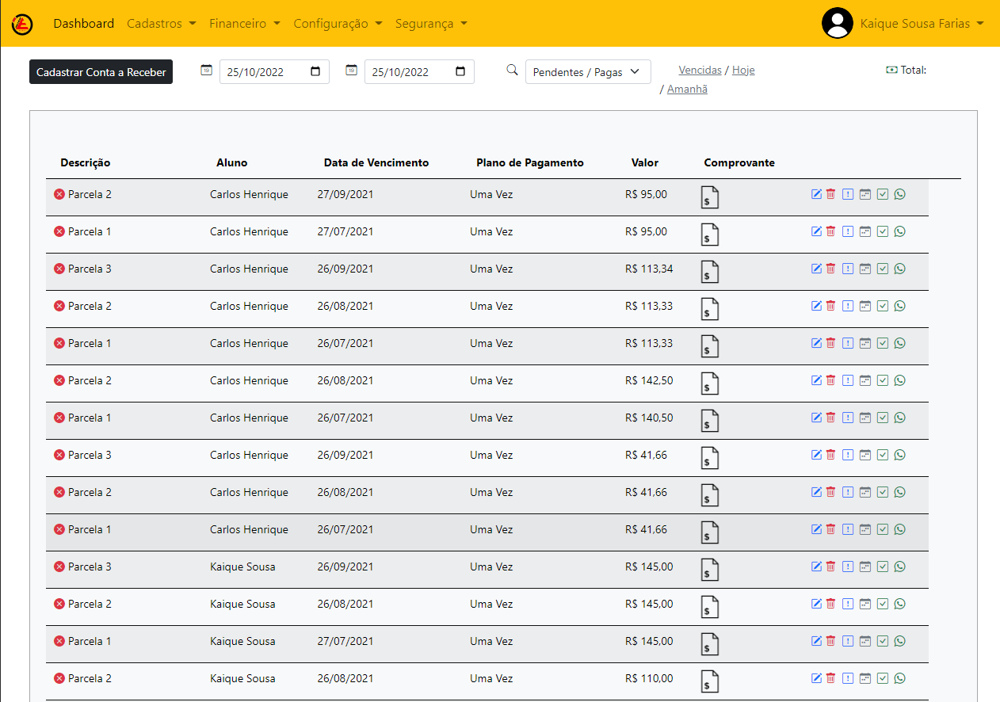 Dashboard Cadastros Financeiro Configuração Segurança Kaique Sousa Farias
Cadastrar Conta a Receber 25/10/2022 25/10/2022 Pendentes / Pagas Vencidas / Hoje Total:
/ Amanhã
Descrição Aluno Data de Vencimento Plano de Pagamento Valor Comprovante
Parcela 2 Carlos Henrique 27/09/2021 Uma Vez R$ 95,00 $
Parcela 1 Carlos Henrique 27/07/2021 Uma Vez R$ 95,00 $
Parcela 3 Carlos Henrique 26/09/2021 Uma Vez R$ 113,34 $
Parcela 2 Carlos Henrique 26/08/2021 Uma Vez R$ 113,33 $
Parcela 1 Carlos Henrique 26/07/2021 Uma Vez R$ 113,33 $
Parcela 2 Carlos Henrique 26/08/2021 Uma Vez R$ 142,50 $
Parcela 1 Carlos Henrique 26/07/2021 Uma Vez R$ 140,50 $
Parcela 3 Carlos Henrique 26/09/2021 Uma Vez R$ 41,66 $
Parcela 2 Carlos Henrique 26/08/2021 Uma Vez R$ 41,66 $
Parcela 1 Carlos Henrique 26/07/2021 Uma Vez R$ 41,66 $
Parcela 3 Kaique Sousa 26/09/2021 Uma Vez R$ 145,00 $
Parcela 2 Kaique Sousa 26/08/2021 Uma Vez R$ 145,00 $
Parcela 1 Kaique Sousa 27/07/2021 Uma Vez R$ 145,00 $
Parcela 2 Kaique Sousa 26/08/2021 Uma Vez R$ 110,00 $